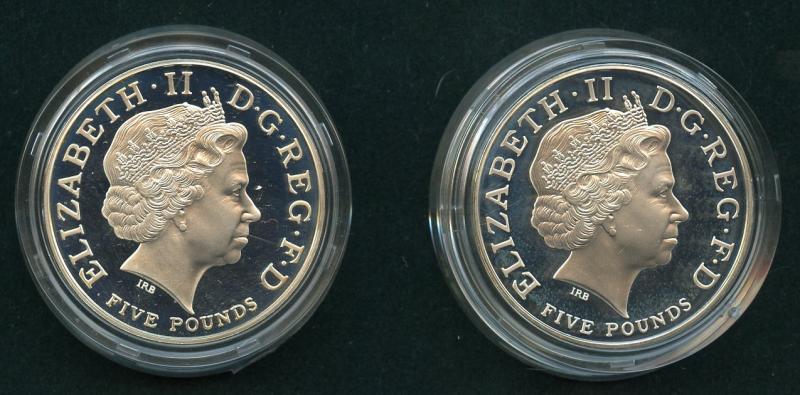 ELIZABETH · II D · G · REG · F · D
IRB
FIVE POUNDS
ELIZABETH · II D · G · REG · F · D
IRB
FIVE POUNDS